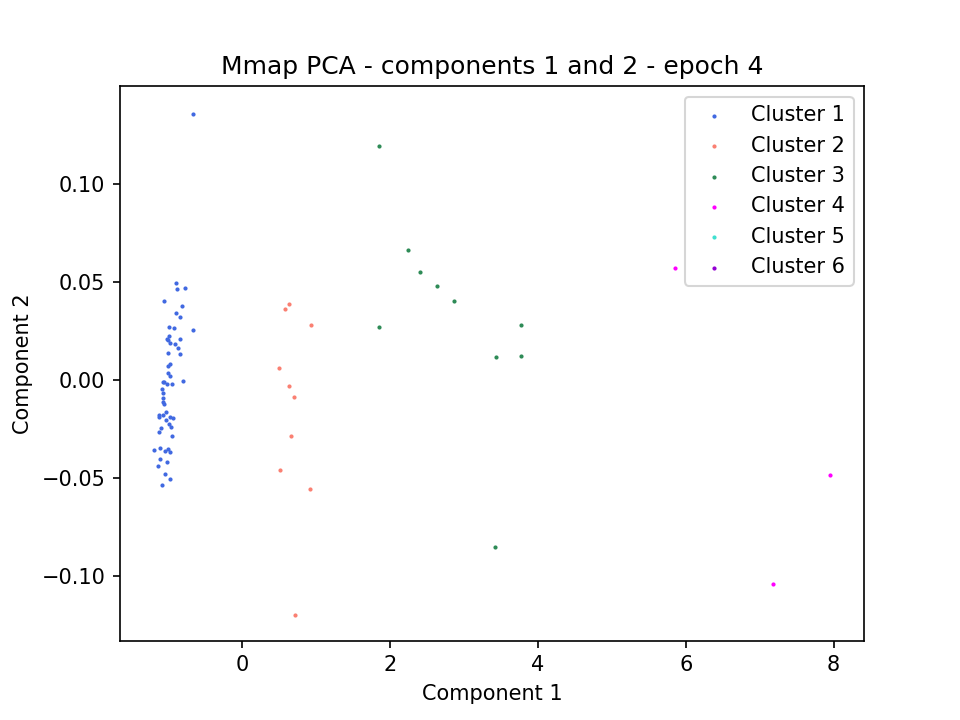 Mmap PCA - components 1 and 2 - epoch 4
Cluster 1
Cluster 2
Cluster 3
Cluster 4
Cluster 5
Cluster 6
0.10
0.05
0.00
−0.05
−0.10
Component 2
0 2 4 6 8
Component 1